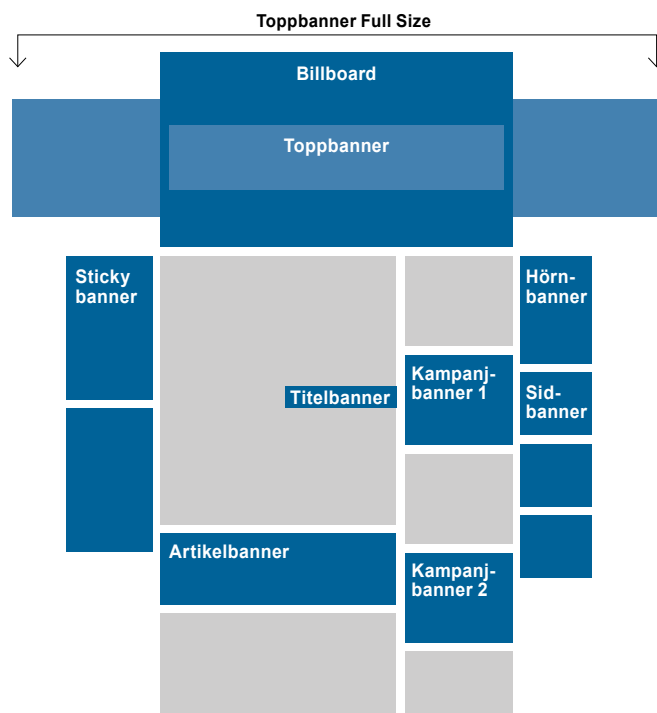 Toppbanner Full Size
Billboard
Toppbanner
Sticky
banner
Hörn-
banner
Titelbanner
Kampanj-
banner 1
Sid-
banner
Artikelbanner
Kampanj-
banner 2